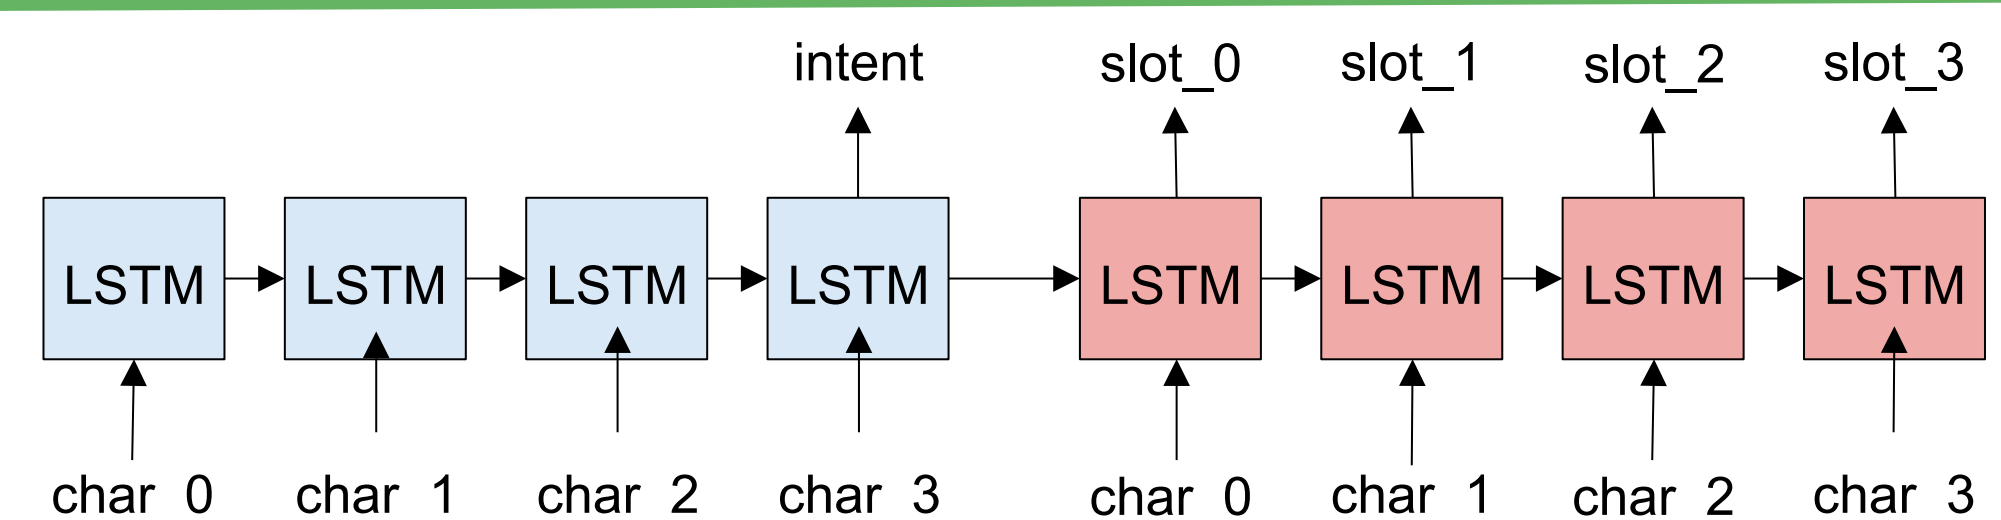 intent slot_0 slot_1 slot_2 slot_3
LSTM LSTM LSTM LSTM LSTM LSTM LSTM LSTM
char 0 char 1 char 2 char 3 char 0 char 1 char 2 char 3